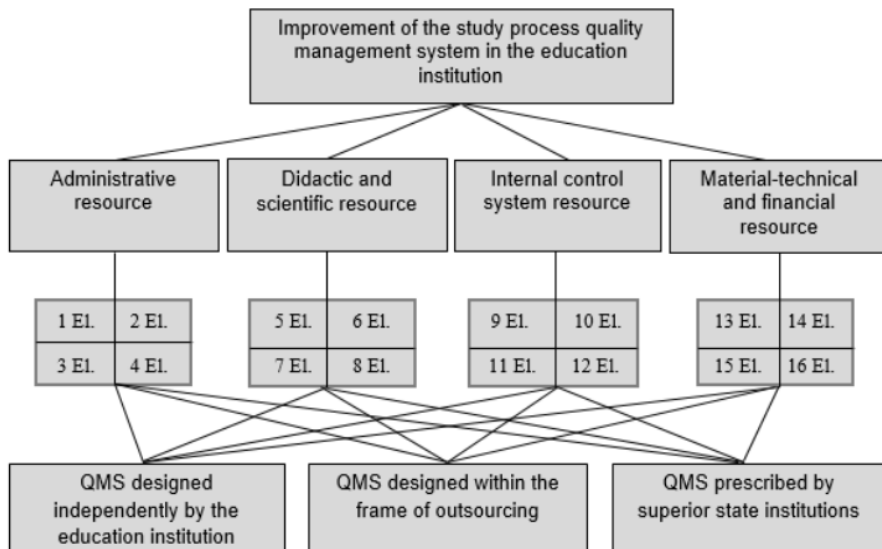 Improvement of the study process quality
management system in the education
institution
Administrative
resource
Didactic and
scientific resource
Internal control
system resource
Material-technical
and financial
resource
1 El. 2 El.
3 El. 4 El.
5 El. 6 El.
7 El. 8 El.
9 El. 10 El.
11 El. 12 El.
13 El. 14 El.
15 El. 16 El.
QMS designed
independently by the
education institution
QMS designed within the
frame of outsourcing
QMS prescribed by
superior state institutions